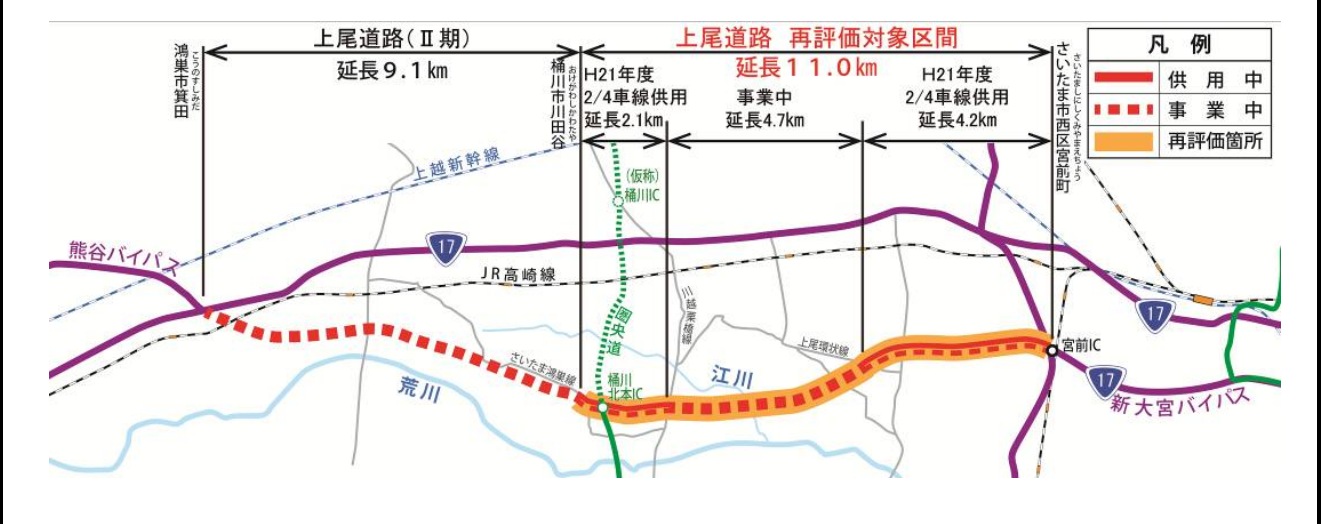 上尾道路(Ⅱ期)
延長9.1km
上尾道路 再評価対象区間
延長11.0km
H21年度
2/4車線供用
延長2.1km
事業中
延長4.7km
H21年度
2/4車線供用
延長4.2km
鴻巣市箕田
こうのすしみだ
桶川市川田谷
おけがわしかわたや
さいたま市西区宮前町
さいたましにしくみやまえちょう
凡 例
供 用 中
事 業 中
再評価箇所
上越新幹線
(仮称)
桶川IC
熊谷バイパス
17
JR高崎線
圏央道
川越栗橋線
17
さいたま鴻巣線
上尾環状線
宮前IC
荒川
桶川
北本IC
江川
17
新大宮バイパス